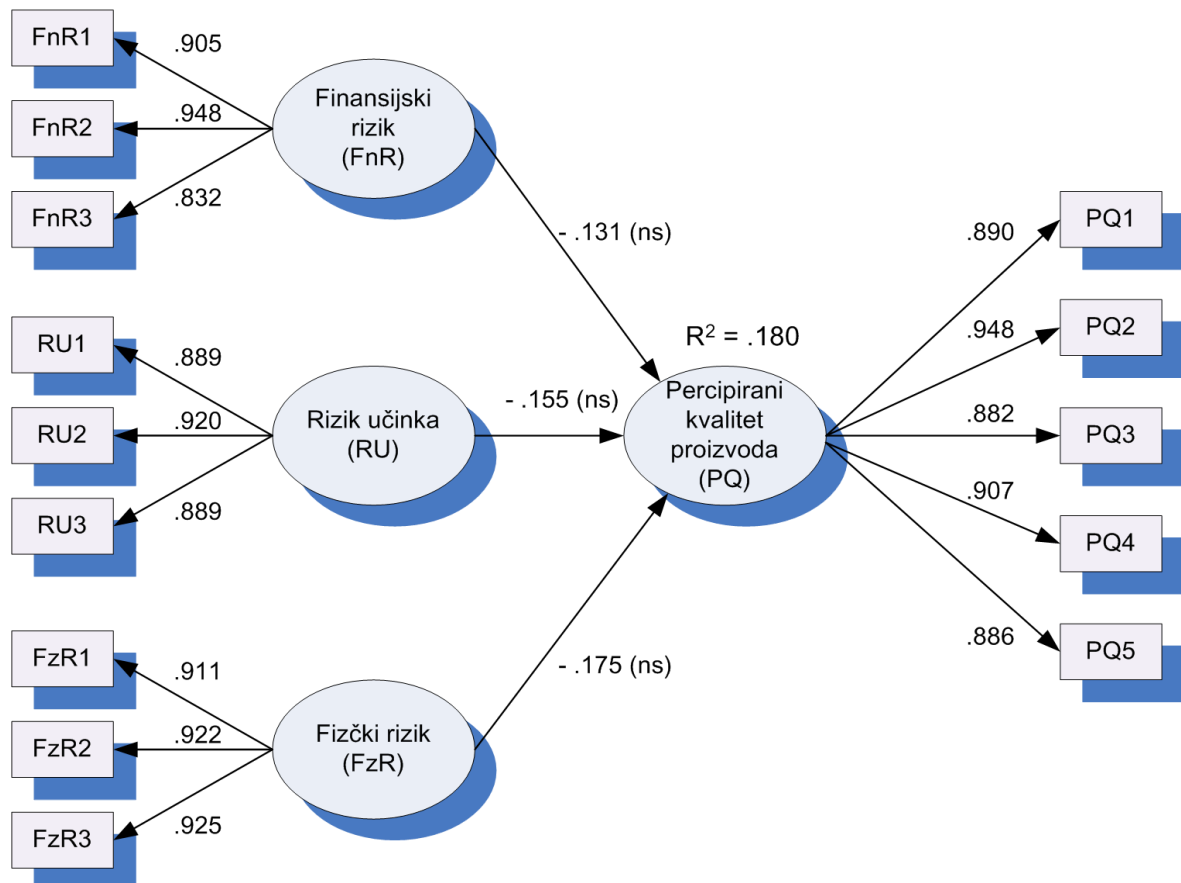 FnR1
.905
FnR2
.948
FnR3
.832
Finansijski
rizik
(FnR)
- .131 (ns)
RU1
.889
RU2
.920
RU3
.889
Rizik učinka
(RU)
- .155 (ns)
FzR1
.911
FzR2
.922
FzR3
.925
Fizčki rizik
(FzR)
- .175 (ns)
R² = .180
Percipirani
kvalitet
proizvoda
(PQ)
.890
PQ1
.948
PQ2
.882
PQ3
.907
PQ4
.886
PQ5